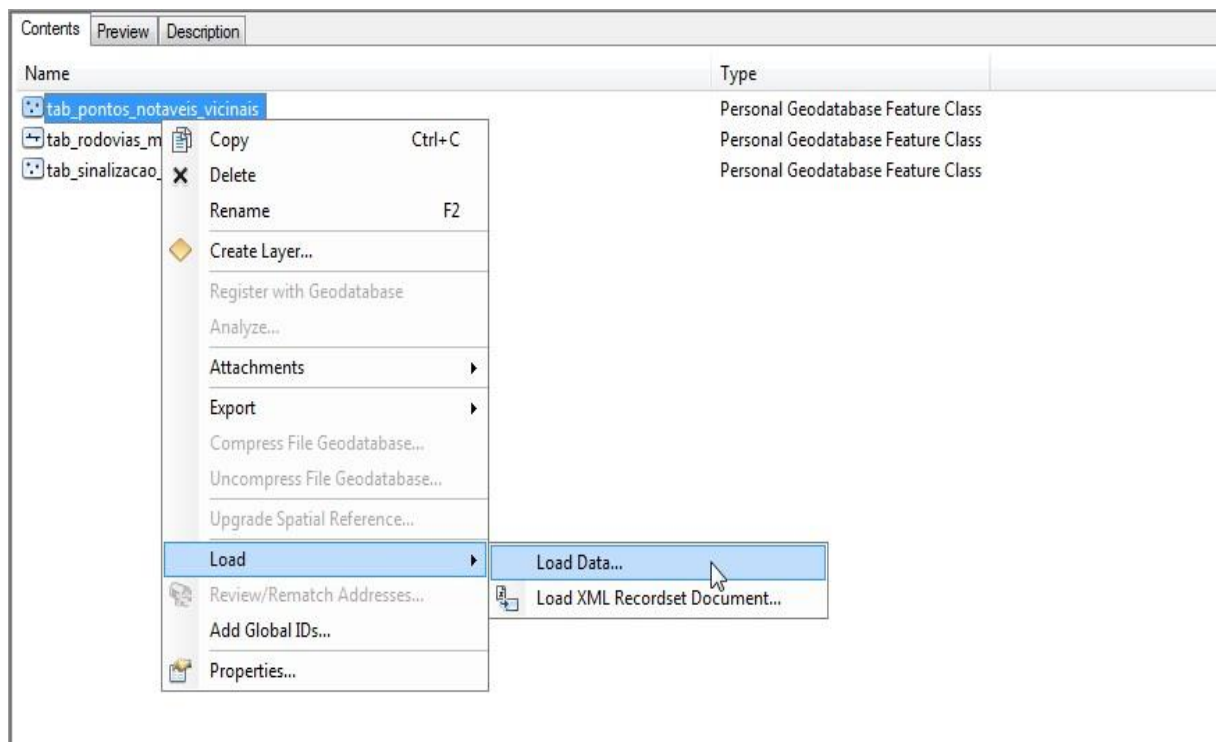 Contents Preview Description
Name Type
tab_pontos_notaveis_vicinais Personal Geodatabase Feature Class
tab_rodovias_m Personal Geodatabase Feature Class
tab_sinalizacao_ Personal Geodatabase Feature Class
Copy Ctrl+C
Delete
Rename F2
Create Layer...
Register with Geodatabase
Analyze...
Attachments
Export
Compress File Geodatabase...
Uncompress File Geodatabase...
Upgrade Spatial Reference...
Load
Load Data...
Review/Rematch Addresses...
Load XML Recordset Document...
Add Global IDs...
Properties...